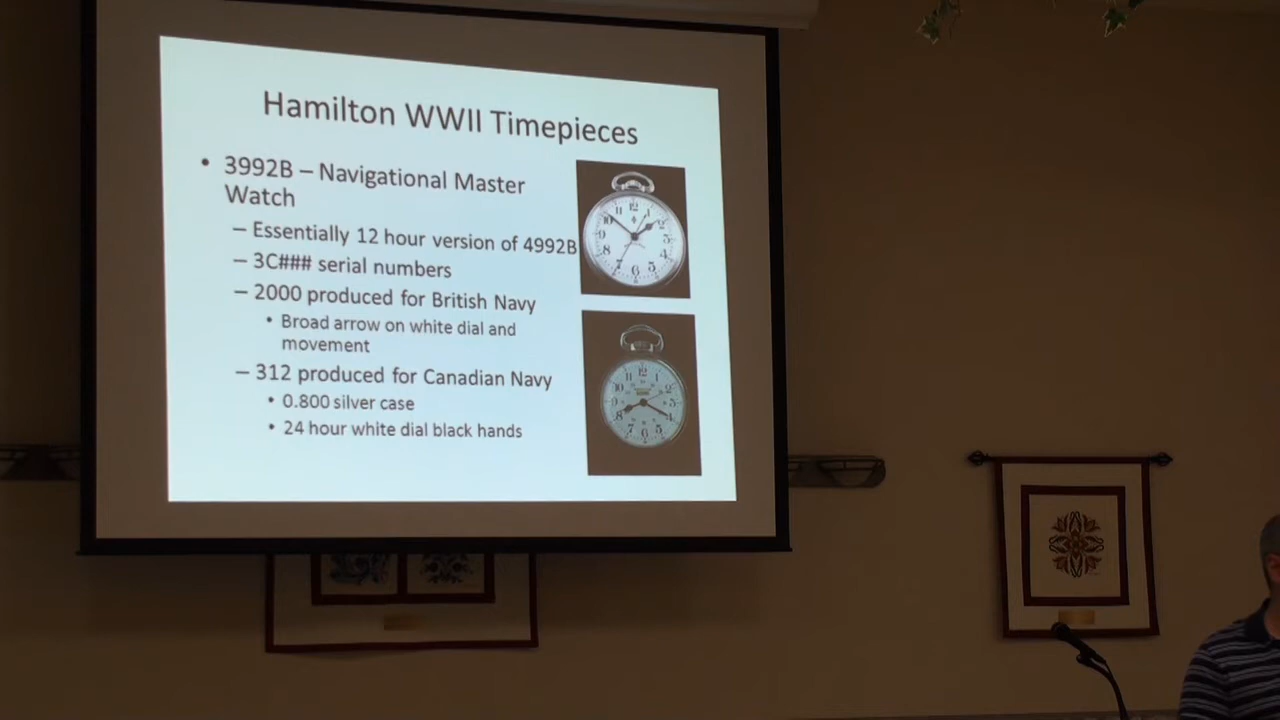 Hamilton WWII Timepieces
• 3992B – Navigational Master
Watch
– Essentially 12 hour version of 4992B
– 3C### serial numbers
– 2000 produced for British Navy
• Broad arrow on white dial and
movement
– 312 produced for Canadian Navy
• 0.800 silver case
• 24 hour white dial black hands